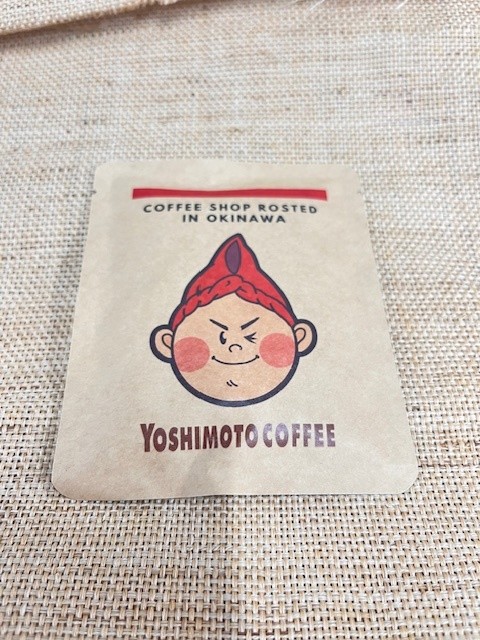 COFFEE SHOP ROSTED
IN OKINAWA
YOSHIMOTO COFFEE